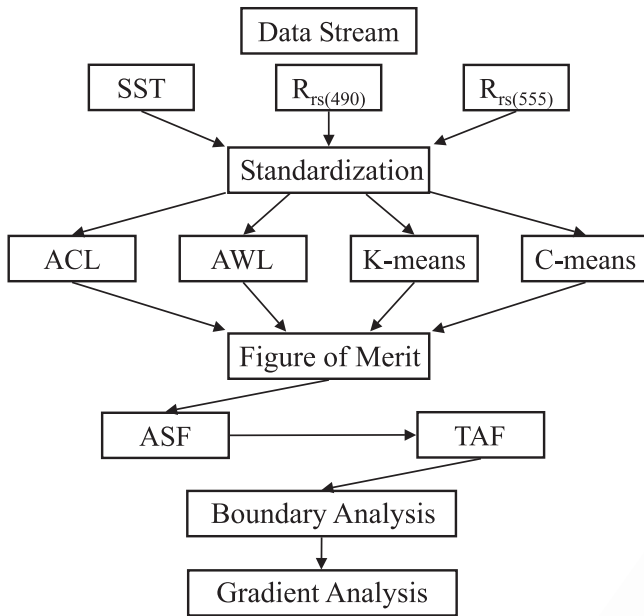 Data Stream
SST
Rrs(490)
Rrs(555)
Standardization
ACL
AWL
K-means
C-means
Figure of Merit
ASF
TAF
Boundary Analysis
Gradient Analysis